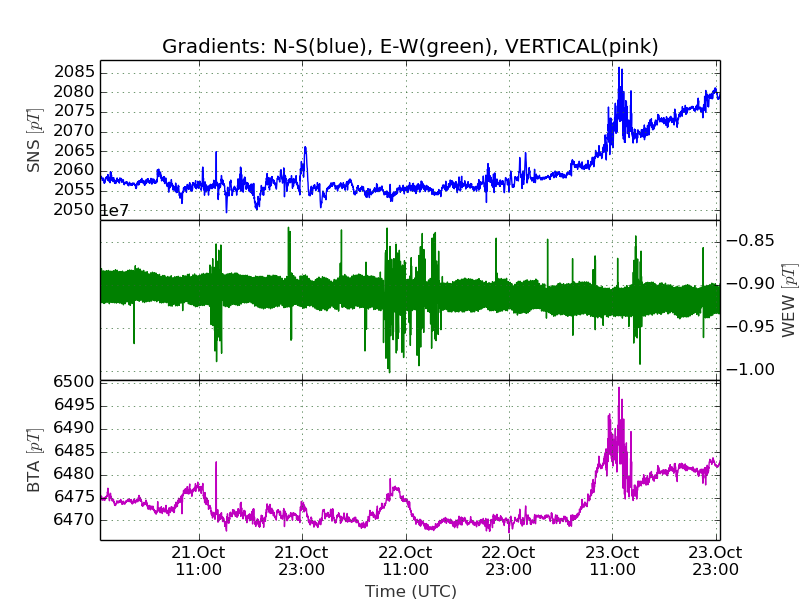 Gradients: N-S(blue), E-W(green), VERTICAL(pink)
SNS [pT]
2085
2080
2075
2070
2065
2060
2055
2050
1e7
WEW [pT]
−0.85
−0.90
−0.95
−1.00
BTA [pT]
6500
6495
6490
6485
6480
6475
6470
21.Oct
11:00
21.Oct
23:00
22.Oct
11:00
22.Oct
23:00
23.Oct
11:00
23.Oct
23:00
Time (UTC)